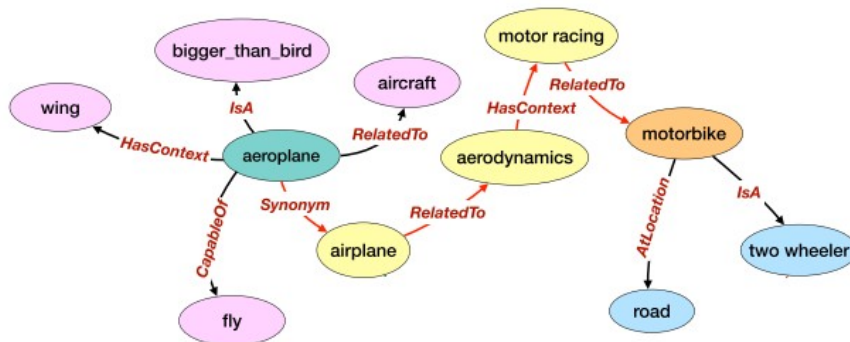 motor racing
bigger_than_bird
aircraft
wing
IsA
RelatedTo
HasContext
motorbike
HasContext
RelatedTo
aeroplane
aerodynamics
Synonym
IsA
RelatedTo
CapableOf
AtLocation
airplane
two wheeler
fly
road